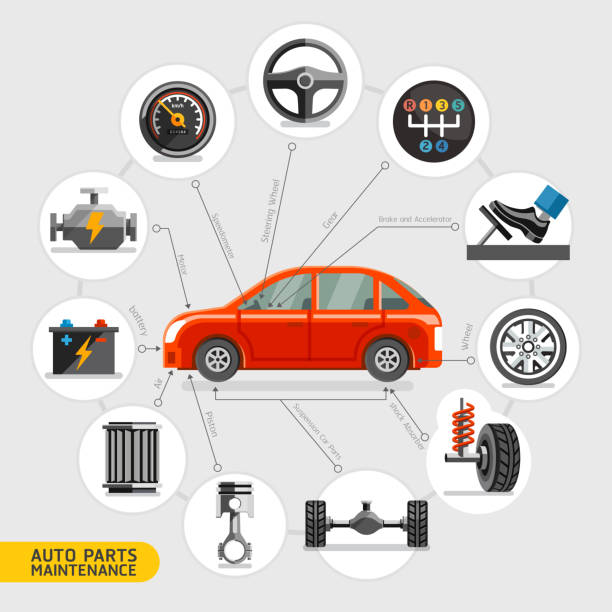 km/h
R 1 3 5
2 4
Speedometer
Steering Wheel
Gear
Brake and Accelerator
Motor
battery
Wheel
Air
Piston
Suspension Car Parts
shock Absorber
AUTO PARTS
MAINTENANCE